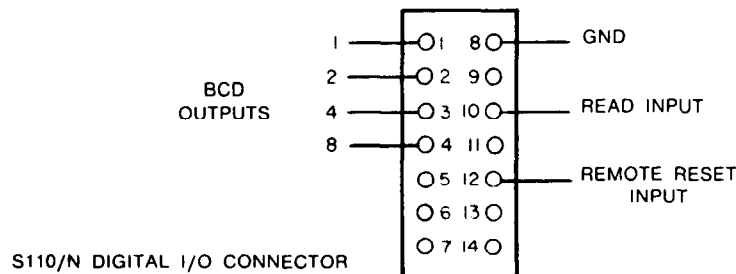 1 1 8 GND
2 2 9
BCD
OUTPUTS
4 3 10 READ INPUT
8 4 11
5 12 REMOTE RESET
INPUT
6 13
7 14
S110/N DIGITAL I/O CONNECTOR